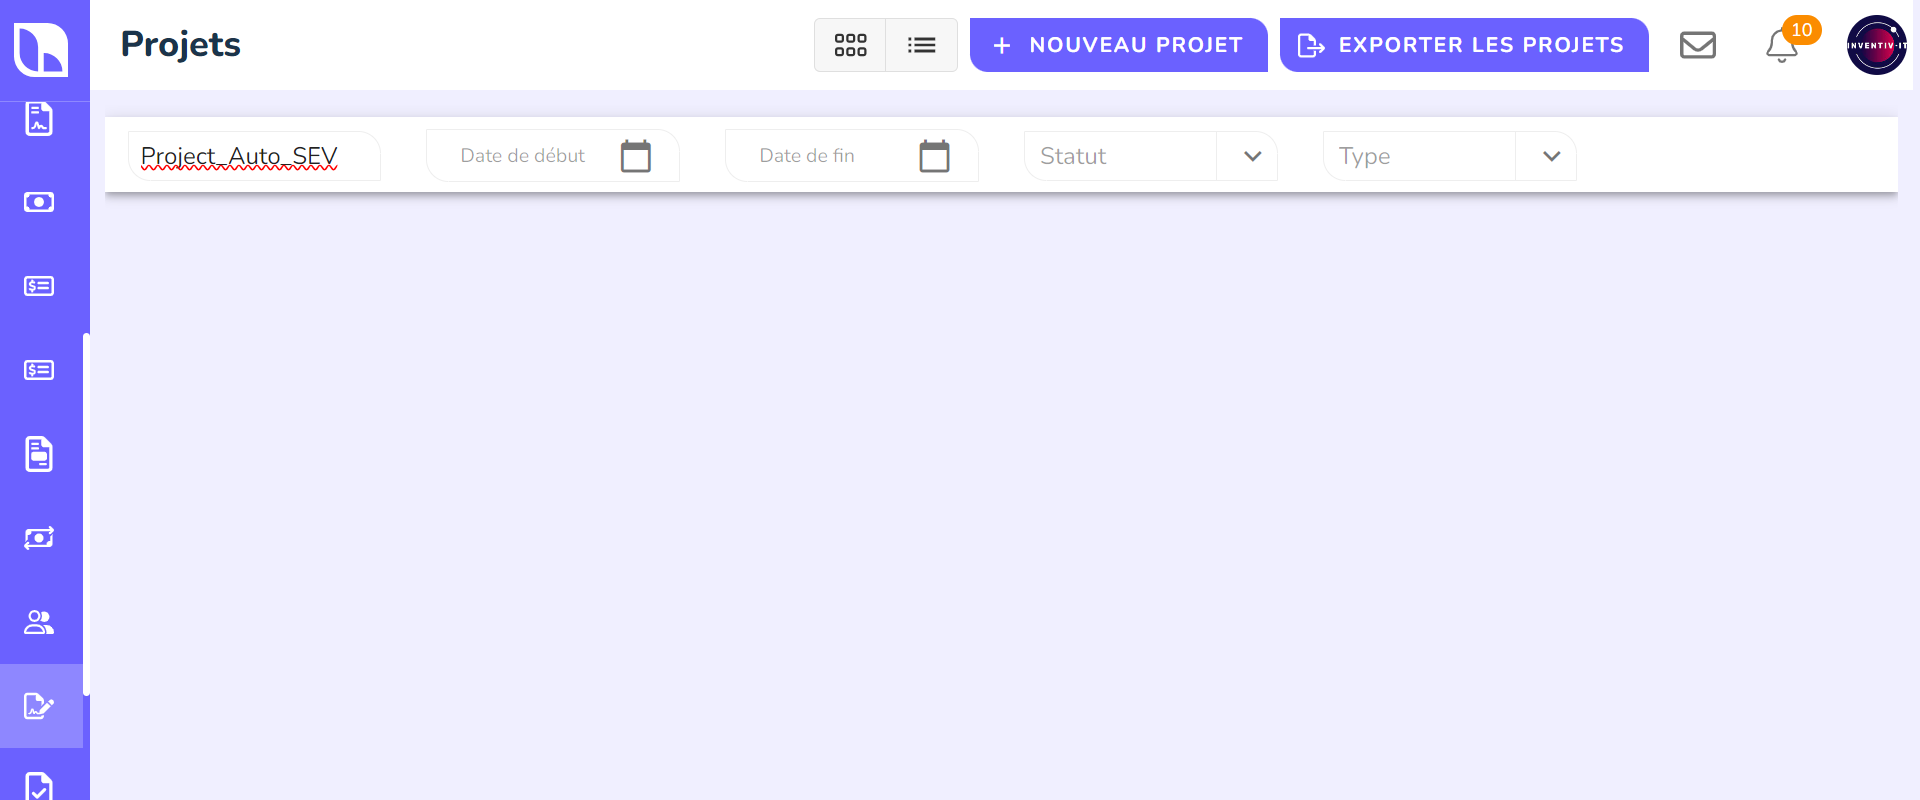 Projets
NOUVEAU PROJET
EXPORTER LES PROJETS
10
INVENTIV-IT
Project_Auto_SEV
Date de début
Date de fin
Statut
Type